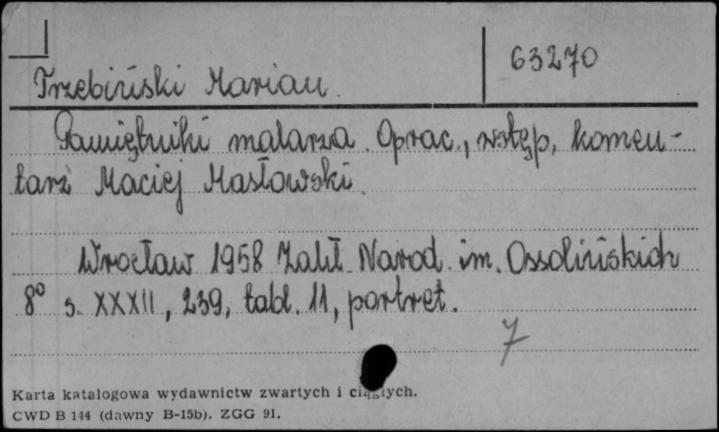 63270
Trzebiński Marian.
Pamiętniki malarza. Oprac., wstęp, komen-
tarz Maciej Masłowski.
Wrocław 1958 Zakł. Narod. im. Ossolińskich
8° s. XXXII, 239, tabl. 11, portret.
7
Karta katalogowa wydawnictw zwartych i ciągłych.
CWD B 144 (dawny B-15b). ZGG 91.